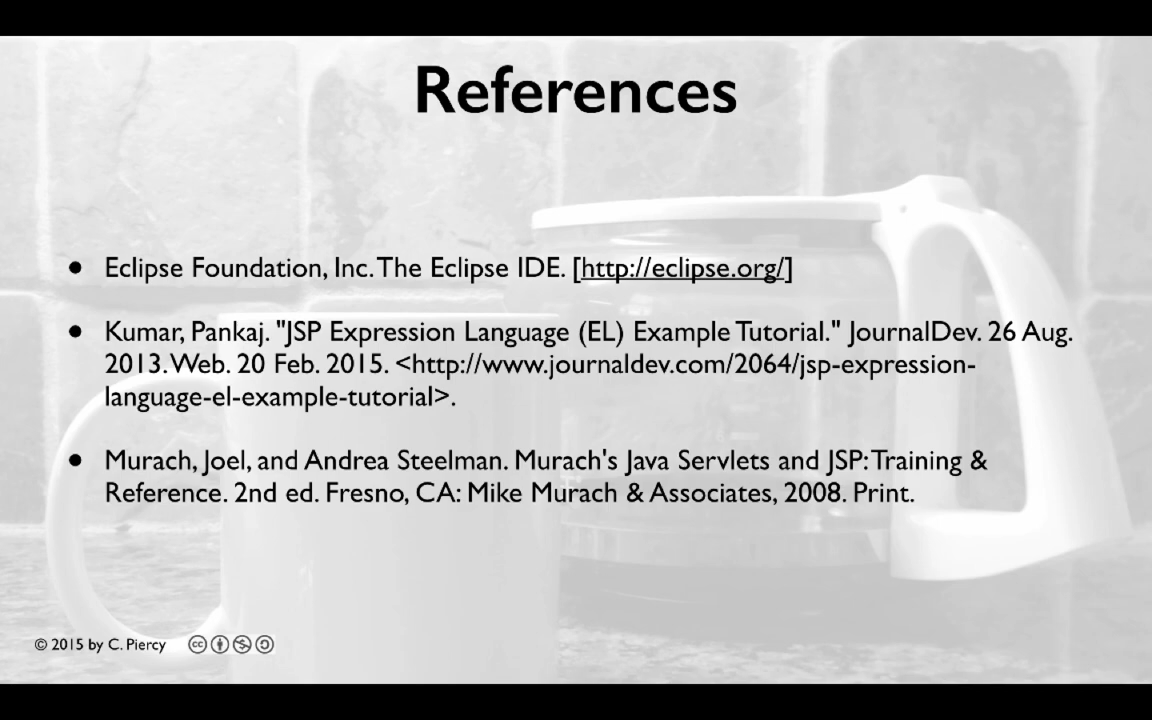 References
• Eclipse Foundation, Inc. The Eclipse IDE. [http://eclipse.org/]
• Kumar, Pankaj. "JSP Expression Language (EL) Example Tutorial." JournalDev. 26 Aug.
2013. Web. 20 Feb. 2015. <http://www.journaldev.com/2064/jsp-expression-
language-el-example-tutorial>.
• Murach, Joel, and Andrea Steelman. Murach's Java Servlets and JSP: Training &
Reference. 2nd ed. Fresno, CA: Mike Murach & Associates, 2008. Print.
© 2015 by C. Piercy cc